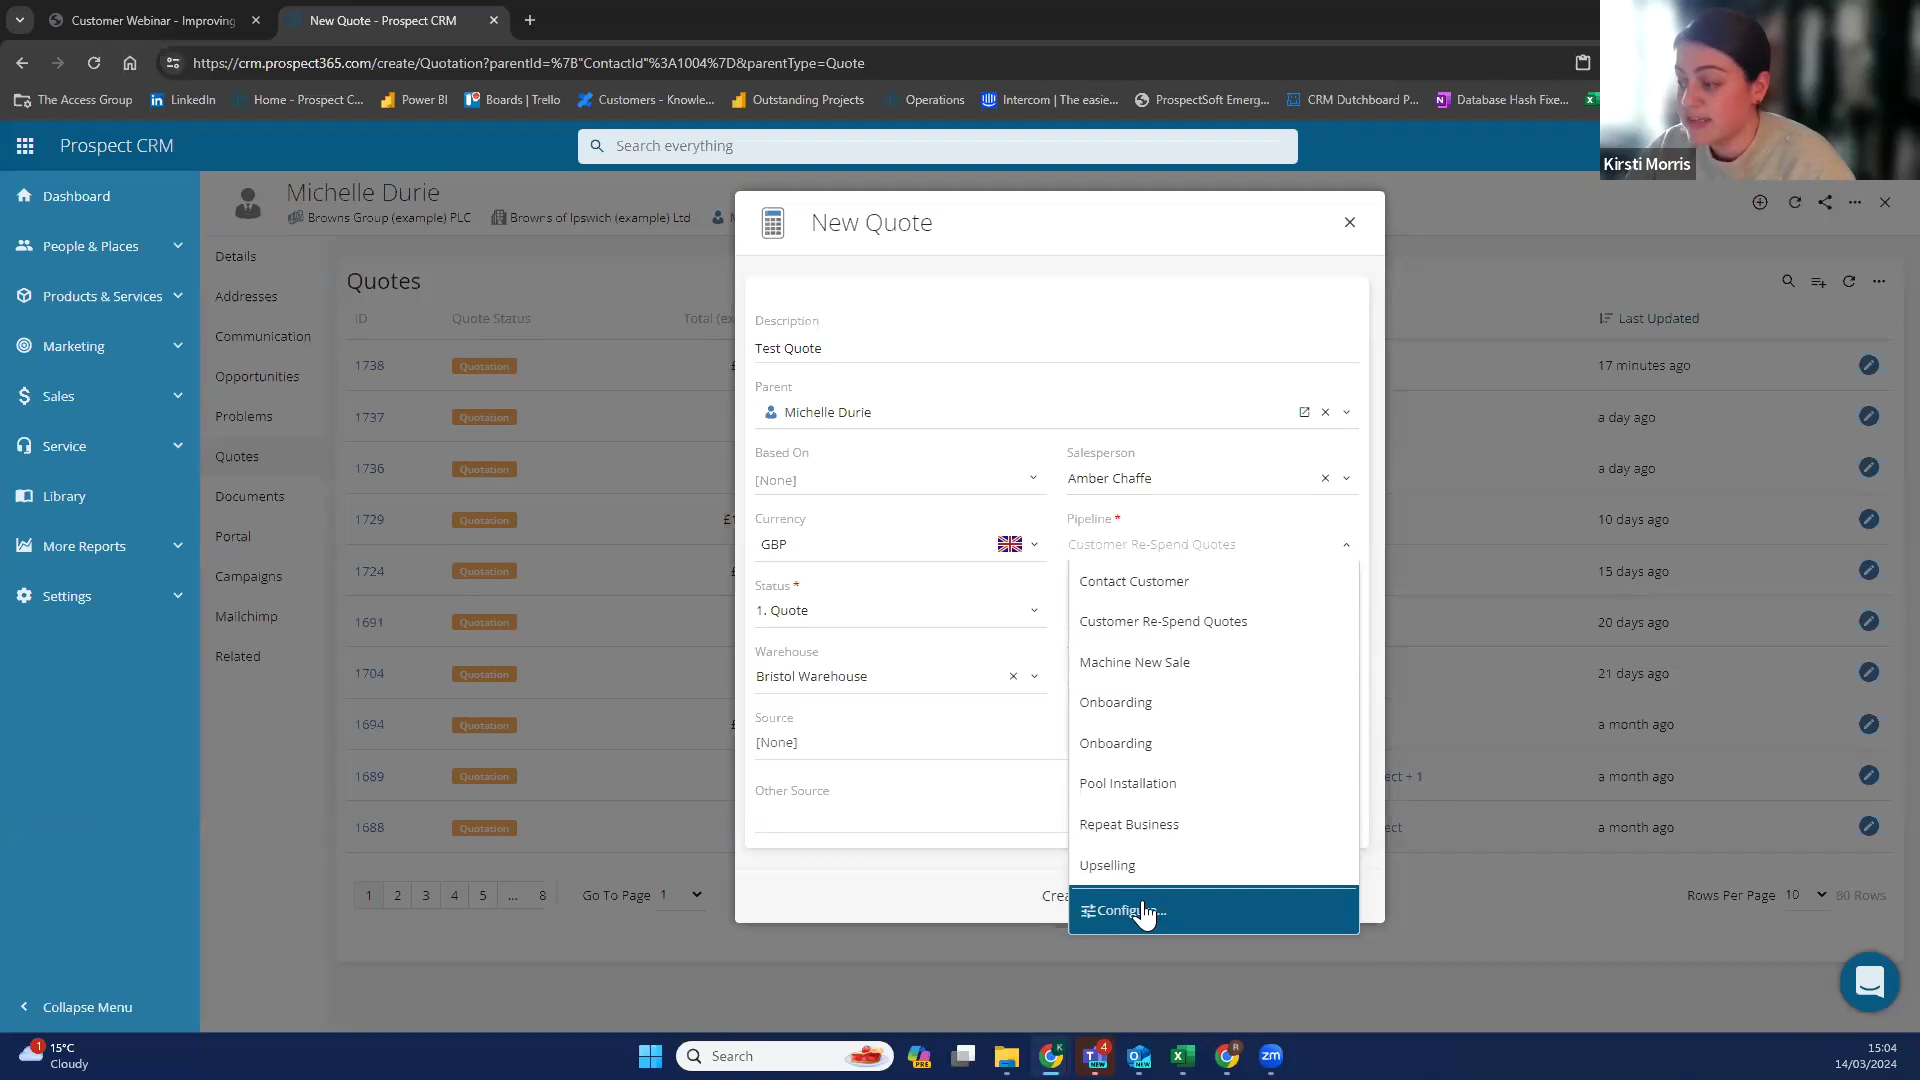 Customer Webinar - Improving
New Quote - Prospect CRM
https://crm.prospect365.com/create/Quotation?parentId=%7B"ContactId"%3A1004%7D&parentType=Quote
The Access Group
LinkedIn
Home - Prospect C...
Power BI
Boards | Trello
Customers - Knowle...
Outstanding Projects
Operations
Intercom | The easie...
ProspectSoft Emerg...
CRM Dutchboard P...
Database Hash Fixe...
Kirsti Morris
Prospect CRM
Search everything
Dashboard
People & Places
Products & Services
Marketing
Sales
Service
Library
More Reports
Settings
Collapse Menu
Michelle Durie
Browns Group (example) PLC
Browns of Ipswich (example) Ltd
Details
Addresses
Communication
Opportunities
Problems
Quotes
Documents
Portal
Campaigns
Mailchimp
Related
Quotes
ID
Quote Status
Total (ex
Last Updated
1738
Quotation
17 minutes ago
1737
Quotation
a day ago
1736
Quotation
a day ago
1729
Quotation
£1
10 days ago
1724
Quotation
15 days ago
1691
Quotation
20 days ago
1704
Quotation
21 days ago
1694
Quotation
a month ago
1689
Quotation
ect + 1
a month ago
1688
Quotation
ect
a month ago
1 2 3 4 5 ... 8
Go To Page 1
Rows Per Page 10
80 Rows
New Quote
Description
Test Quote
Parent
Michelle Durie
Based On
[None]
Salesperson
Amber Chaffe
Currency
GBP
Pipeline *
Customer Re-Spend Quotes
Contact Customer
Customer Re-Spend Quotes
Machine New Sale
Onboarding
Onboarding
Pool Installation
Repeat Business
Upselling
Status *
1. Quote
Warehouse
Bristol Warehouse
Source
[None]
Other Source
Crea
1
15°C
Cloudy
Search
PRE
4
NEW
NEW
zm
15:04
14/03/2024